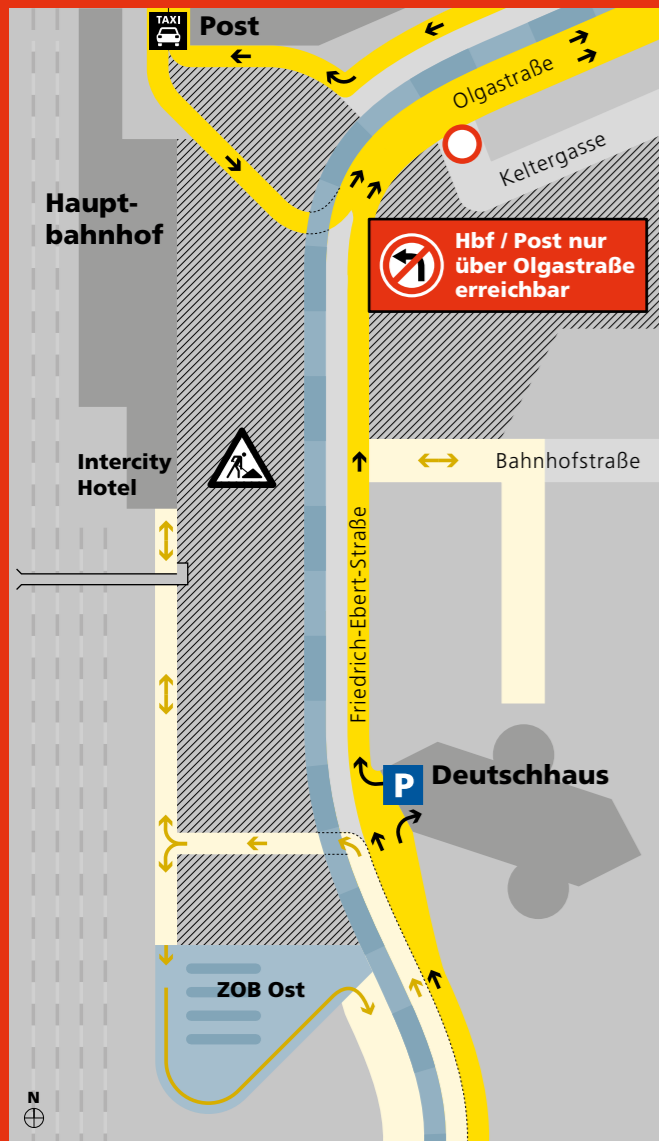 TAXI
Post
Olgastraße
Keltergasse
Haupt-
bahnhof
Hbf / Post nur
über Olgastraße
erreichbar
Intercity
Hotel
Bahnhofstraße
Friedrich-Ebert-Straße
P
Deutschhaus
ZOB Ost
N